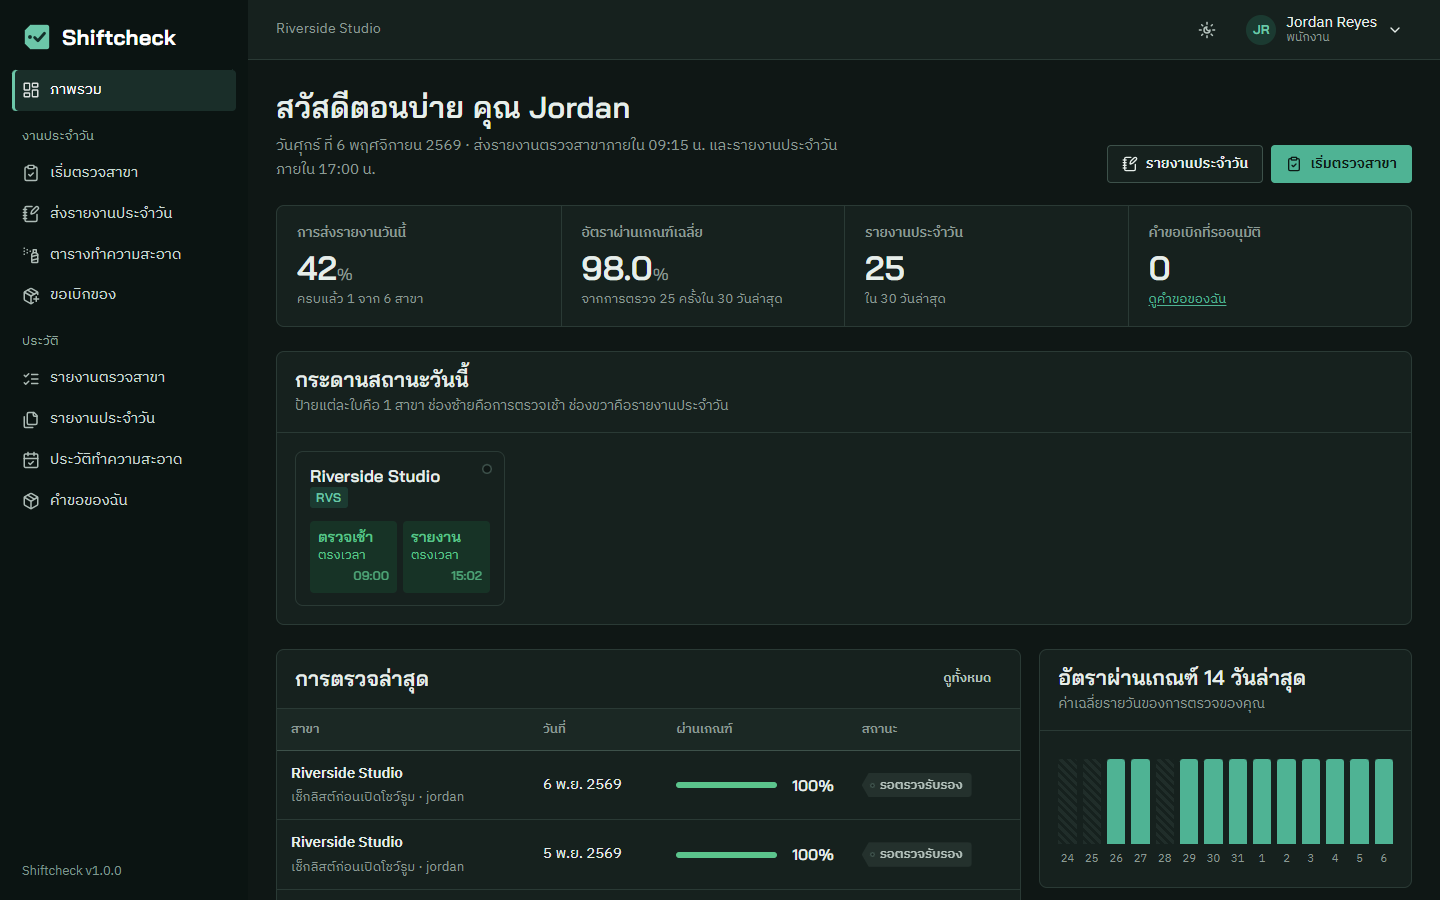 Shiftcheck
ภาพรวม
งานประจำวัน
เริ่มตรวจสาขา
ส่งรายงานประจำวัน
ตารางทำความสะอาด
ขอเบิกของ
ประวัติ
รายงานตรวจสาขา
รายงานประจำวัน
ประวัติทำความสะอาด
คำขอของฉัน
Shiftcheck v1.0.0
Riverside Studio
JR
Jordan Reyes
พนักงาน
สวัสดีตอนบ่าย คุณ Jordan
วันศุกร์ ที่ 6 พฤศจิกายน 2569 · ส่งรายงานตรวจสาขาภายใน 09:15 น. และรายงานประจำวัน
ภายใน 17:00 น.
รายงานประจำวัน
เริ่มตรวจสาขา
การส่งรายงานวันนี้
42%
ครบแล้ว 1 จาก 6 สาขา
อัตราผ่านเกณฑ์เฉลี่ย
98.0%
จากการตรวจ 25 ครั้งใน 30 วันล่าสุด
รายงานประจำวัน
25
ใน 30 วันล่าสุด
คำขอเบิกที่รออนุมัติ
0
ดูคำขอของฉัน
กระดานสถานะวันนี้
ป้ายแต่ละใบคือ 1 สาขา ช่องซ้ายคือการตรวจเช้า ช่องขวาคือรายงานประจำวัน
Riverside Studio
RVS
ตรวจเช้า
ตรงเวลา
09:00
รายงาน
ตรงเวลา
15:02
การตรวจล่าสุด
ดูทั้งหมด
สาขา วันที่ ผ่านเกณฑ์ สถานะ
Riverside Studio
เช็กลิสต์ก่อนเปิดโชว์รูม · jordan
6 พ.ย. 2569
100%
รอตรวจรับรอง
Riverside Studio
เช็กลิสต์ก่อนเปิดโชว์รูม · jordan
5 พ.ย. 2569
100%
รอตรวจรับรอง
อัตราผ่านเกณฑ์ 14 วันล่าสุด
ค่าเฉลี่ยรายวันของการตรวจของคุณ
24 25 26 27 28 29 30 31 1 2 3 4 5 6